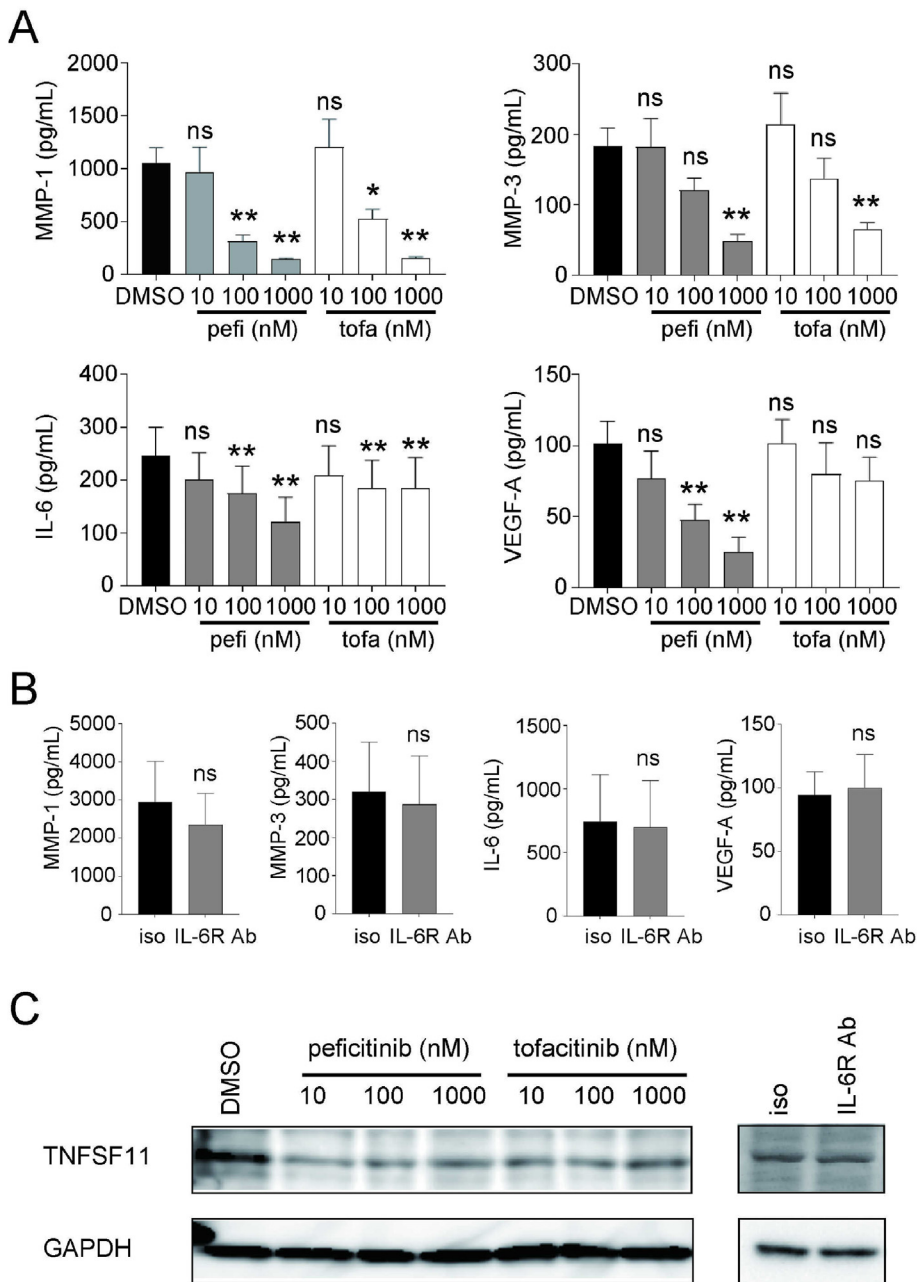 A
MMP-1 (pg/mL)
2000
1500
1000
500
0
ns
**
**
ns
*
**
DMSO 10 100 1000 10 100 1000
pefi (nM) tofa (nM)
MMP-3 (pg/mL)
300
200
100
0
ns
ns
**
ns
ns
**
DMSO 10 100 1000 10 100 1000
pefi (nM) tofa (nM)
IL-6 (pg/mL)
400
300
200
100
0
ns
**
**
ns
**
**
DMSO 10 100 1000 10 100 1000
pefi (nM) tofa (nM)
VEGF-A (pg/mL)
150
100
50
0
ns
**
**
ns
ns
ns
DMSO 10 100 1000 10 100 1000
pefi (nM) tofa (nM)
B
MMP-1 (pg/mL)
5000
4000
3000
2000
1000
0
ns
iso IL-6R Ab
MMP-3 (pg/mL)
500
400
300
200
100
0
ns
iso IL-6R Ab
IL-6 (pg/mL)
1500
1000
500
0
ns
iso IL-6R Ab
VEGF-A (pg/mL)
150
100
50
0
ns
iso IL-6R Ab
C
DMSO
peficitinib (nM) tofacitinib (nM)
10 100 1000 10 100 1000
iso
IL-6R Ab
TNFSF11
GAPDH